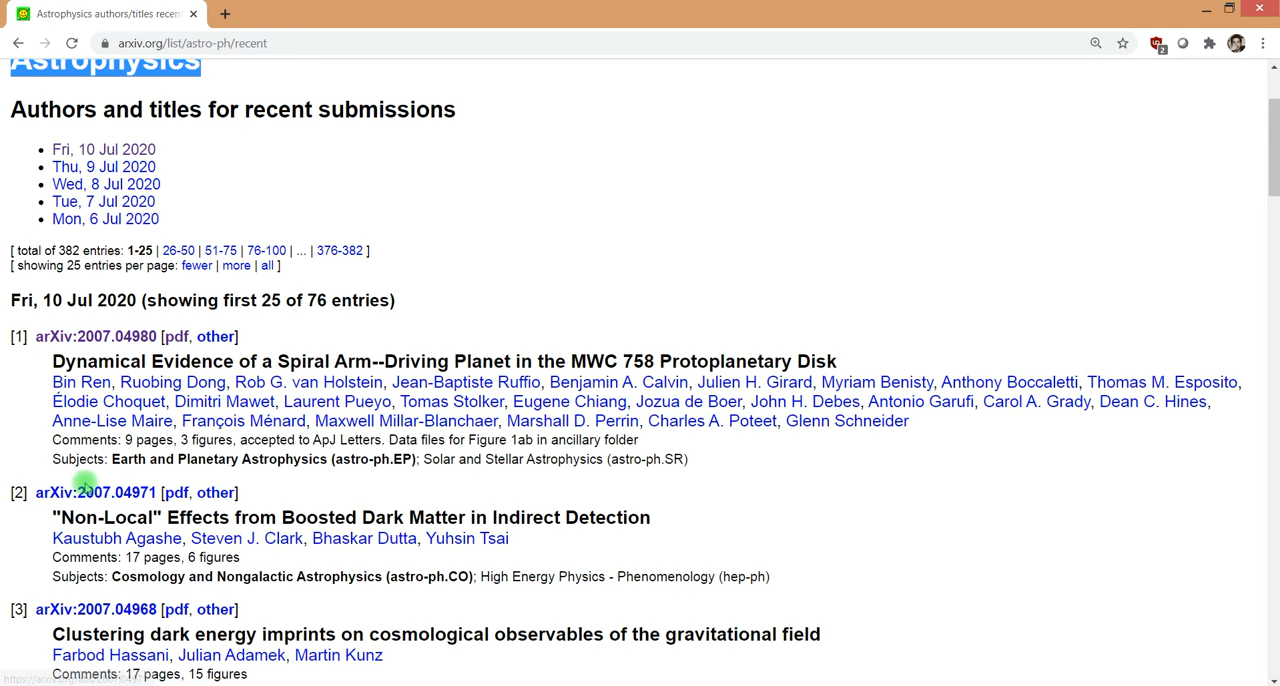 Astrophysics authors/titles recent
arxiv.org/list/astro-ph/recent
2
Astrophysics
Authors and titles for recent submissions
Fri, 10 Jul 2020
Thu, 9 Jul 2020
Wed, 8 Jul 2020
Tue, 7 Jul 2020
Mon, 6 Jul 2020
[ total of 382 entries: 1-25 | 26-50 | 51-75 | 76-100 | ... | 376-382 ]
[ showing 25 entries per page: fewer | more | all ]
Fri, 10 Jul 2020 (showing first 25 of 76 entries)
[1] arXiv:2007.04980 [pdf, other]
Dynamical Evidence of a Spiral Arm--Driving Planet in the MWC 758 Protoplanetary Disk
Bin Ren, Ruobing Dong, Rob G. van Holstein, Jean-Baptiste Ruffio, Benjamin A. Calvin, Julien H. Girard, Myriam Benisty, Anthony Boccaletti, Thomas M. Esposito,
Élodie Choquet, Dimitri Mawet, Laurent Pueyo, Tomas Stolker, Eugene Chiang, Jozua de Boer, John H. Debes, Antonio Garufi, Carol A. Grady, Dean C. Hines,
Anne-Lise Maire, François Ménard, Maxwell Millar-Blanchaer, Marshall D. Perrin, Charles A. Poteet, Glenn Schneider
Comments: 9 pages, 3 figures, accepted to ApJ Letters. Data files for Figure 1ab in ancillary folder
Subjects: Earth and Planetary Astrophysics (astro-ph.EP); Solar and Stellar Astrophysics (astro-ph.SR)
[2] arXiv:2007.04971 [pdf, other]
"Non-Local" Effects from Boosted Dark Matter in Indirect Detection
Kaustubh Agashe, Steven J. Clark, Bhaskar Dutta, Yuhsin Tsai
Comments: 17 pages, 6 figures
Subjects: Cosmology and Nongalactic Astrophysics (astro-ph.CO); High Energy Physics - Phenomenology (hep-ph)
[3] arXiv:2007.04968 [pdf, other]
Clustering dark energy imprints on cosmological observables of the gravitational field
Farbod Hassani, Julian Adamek, Martin Kunz
Comments: 17 pages, 15 figures